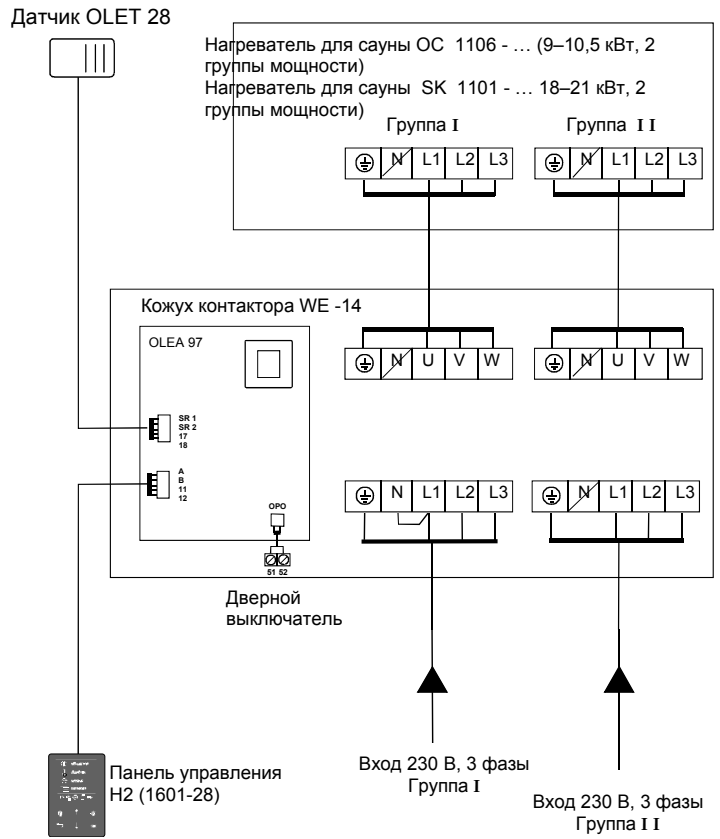 Датчик OLET 28
Нагреватель для сауны OC 1106 - … (9–10,5 кВт, 2
группы мощности)
Нагреватель для сауны SK 1101 - … 18–21 кВт, 2
группы мощности)
Группа I
Группа II
N L1 L2 L3
N L1 L2 L3
Кожух контактора WE -14
OLEA 97
N U V W
N U V W
SR 1
SR 2
17
18
A
B
11
12
N L1 L2 L3
N L1 L2 L3
OPO
51 52
Дверной
выключатель
Панель управления
H2 (1601-28)
Вход 230 В, 3 фазы
Группа I
Вход 230 В, 3 фазы
Группа II